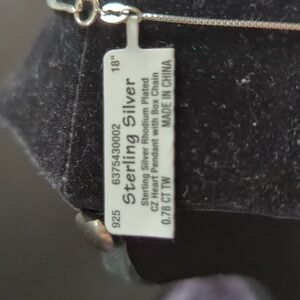 925 6375430002 18"
Sterling Silver
Sterling Silver Rhodium Plated
CZ Heart Pendant with Box Chain
0.78 CT TW MADE IN CHINA